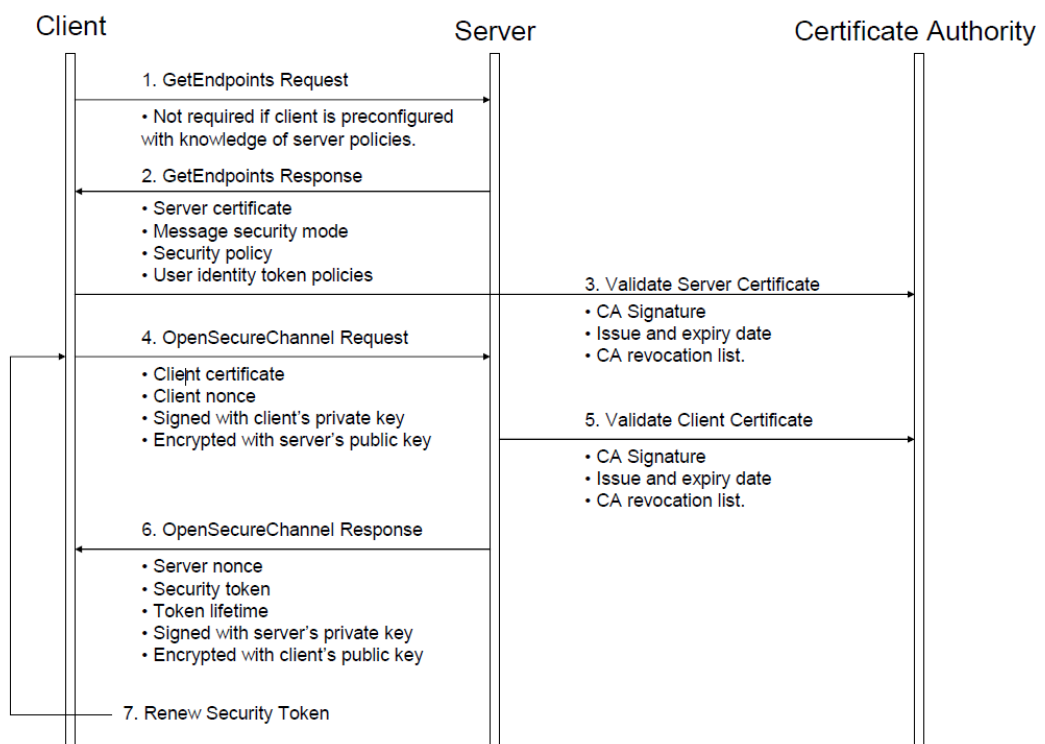 Client
Server
Certificate Authority
1. GetEndpoints Request
• Not required if client is preconfigured
with knowledge of server policies.
2. GetEndpoints Response
• Server certificate
• Message security mode
• Security policy
• User identity token policies
3. Validate Server Certificate
• CA Signature
• Issue and expiry date
• CA revocation list.
4. OpenSecureChannel Request
• Client certificate
• Client nonce
• Signed with client's private key
• Encrypted with server's public key
5. Validate Client Certificate
• CA Signature
• Issue and expiry date
• CA revocation list.
6. OpenSecureChannel Response
• Server nonce
• Security token
• Token lifetime
• Signed with server's private key
• Encrypted with client's public key
7. Renew Security Token